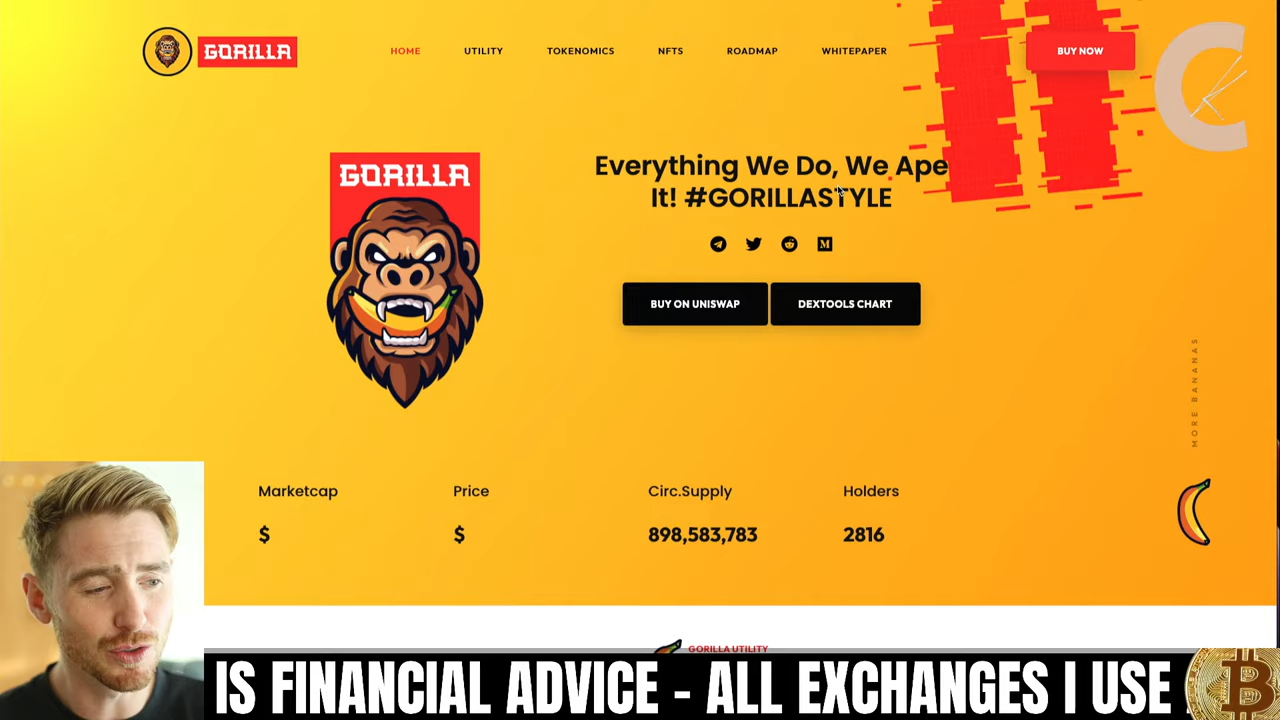 GORILLA
HOME
UTILITY
TOKENOMICS
NFTS
ROADMAP
WHITEPAPER
BUY NOW
GORILLA
Everything We Do, We Ape
It! #GORILLASTYLE
BUY ON UNISWAP
DEXTOOLS CHART
MORE BANANAS
Marketcap
Price
Circ.Supply
Holders
$
$
898,583,783
2816
GORILLA UTILITY
IS FINANCIAL ADVICE - ALL EXCHANGES I USE